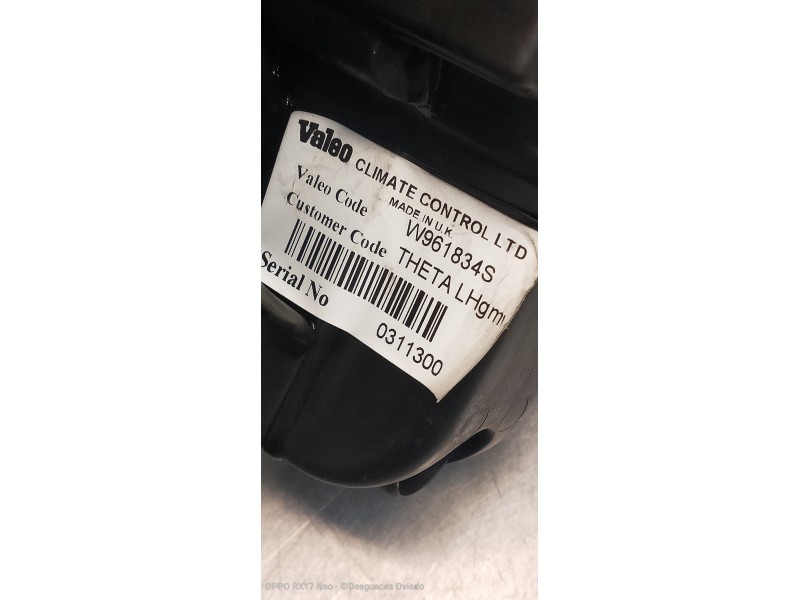 Valeo CLIMATE CONTROL LTD
MADE IN U.K.
Valeo Code W961834S
Customer Code THETA LHgmv
Serial No 0311300
OPPO RX17 Neo - ©Desguaces Oviedo